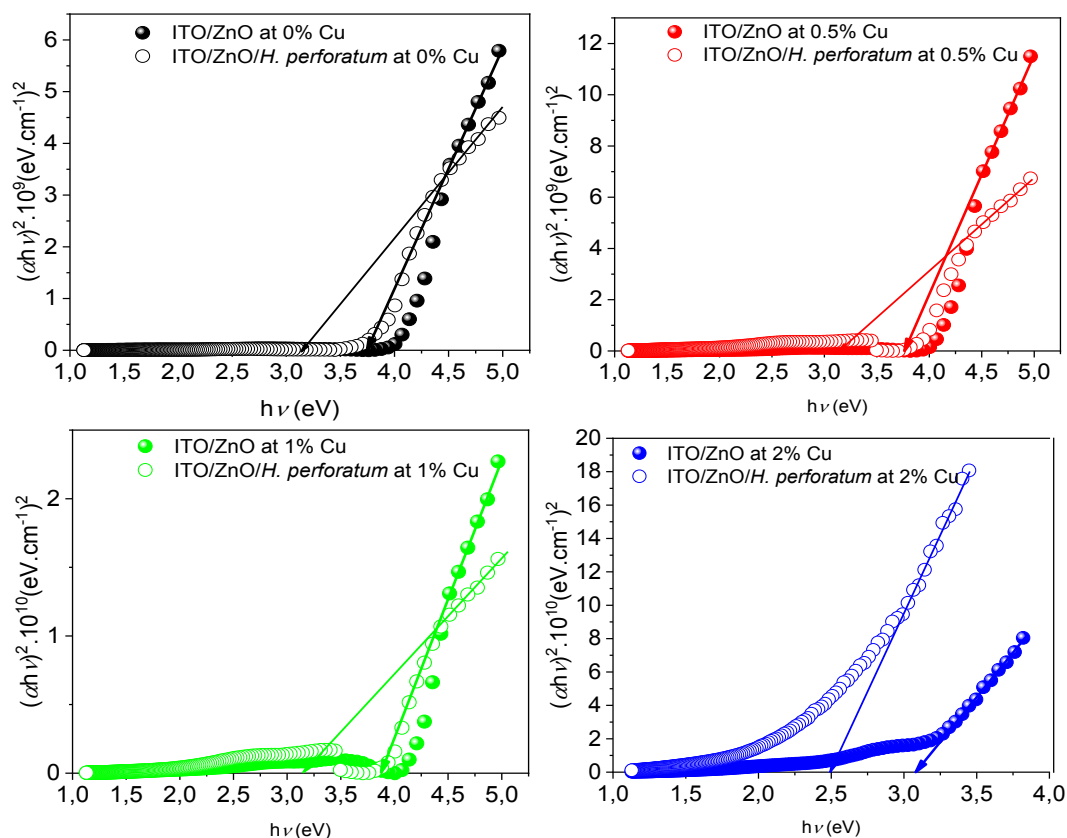 ITO/ZnO at 0% Cu
ITO/ZnO/H. perforatum at 0% Cu
(αhν)².10⁹(eV.cm⁻¹)²
6
5
4
3
2
1
0
1,0 1,5 2,0 2,5 3,0 3,5 4,0 4,5 5,0
hν (eV)
ITO/ZnO at 0.5% Cu
ITO/ZnO/H. perforatum at 0.5% Cu
(αhν)².10⁹(eV.cm⁻¹)²
12
10
8
6
4
2
0
1,0 1,5 2,0 2,5 3,0 3,5 4,0 4,5 5,0
hν (eV)
ITO/ZnO at 1% Cu
ITO/ZnO/H. perforatum at 1% Cu
(αhν)².10¹⁰(eV.cm⁻¹)²
2
1
0
1,0 1,5 2,0 2,5 3,0 3,5 4,0 4,5 5,0
hν (eV)
ITO/ZnO at 2% Cu
ITO/ZnO/H. perforatum at 2% Cu
(αhν)².10¹⁰(eV.cm⁻¹)²
20
18
16
14
12
10
8
6
4
2
0
1,0 1,5 2,0 2,5 3,0 3,5 4,0
hν (eV)